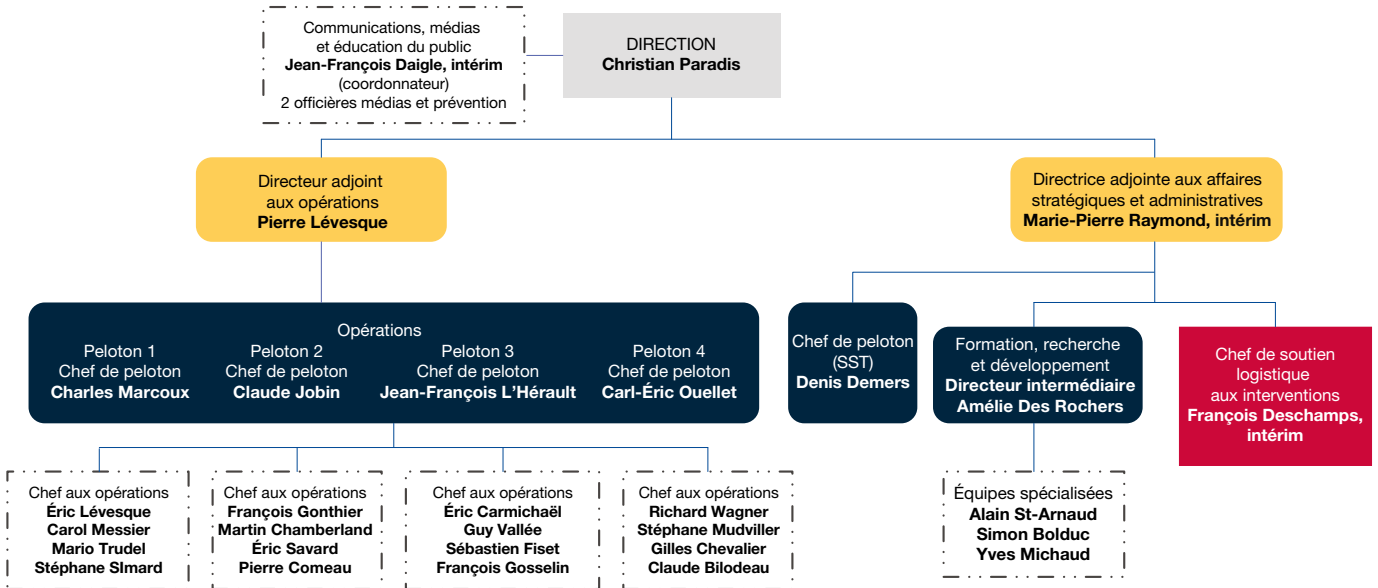 Communications, médias
et éducation du public
Jean-François Daigle, intérim
(coordonnateur)
2 officières médias et prévention
DIRECTION
Christian Paradis
Directeur adjoint
aux opérations
Pierre Lévesque
Directrice adjointe aux affaires
stratégiques et administratives
Marie-Pierre Raymond, intérim
Opérations
Peloton 1
Chef de peloton
Charles Marcoux
Peloton 2
Chef de peloton
Claude Jobin
Peloton 3
Chef de peloton
Jean-François L’Hérault
Peloton 4
Chef de peloton
Carl-Éric Ouellet
Chef de peloton
(SST)
Denis Demers
Formation, recherche
et développement
Directeur intermédiaire
Amélie Des Rochers
Chef de soutien
logistique
aux interventions
François Deschamps,
intérim
Chef aux opérations
Éric Lévesque
Carol Messier
Mario Trudel
Stéphane SImard
Chef aux opérations
François Gonthier
Martin Chamberland
Éric Savard
Pierre Comeau
Chef aux opérations
Éric Carmichaël
Guy Vallée
Sébastien Fiset
François Gosselin
Chef aux opérations
Richard Wagner
Stéphane Mudviller
Gilles Chevalier
Claude Bilodeau
Équipes spécialisées
Alain St-Arnaud
Simon Bolduc
Yves Michaud